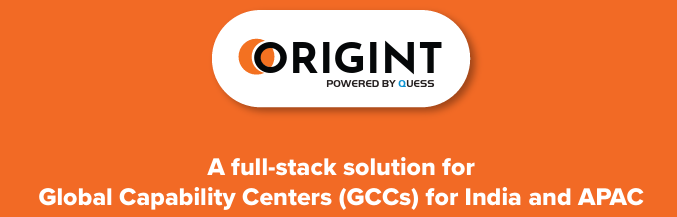 ORIGINT
POWERED BY QUESS
A full-stack solution for
Global Capability Centers (GCCs) for India and APAC